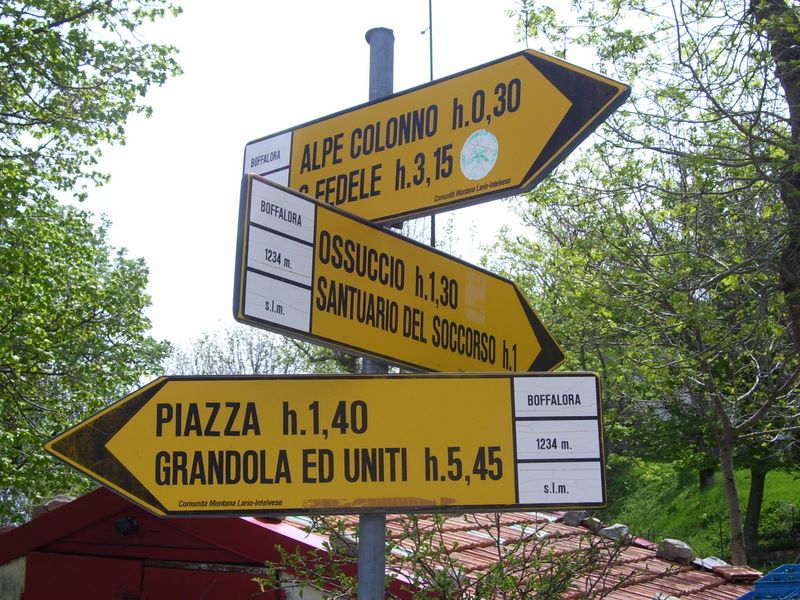 BOFFALORA
ALPE COLONNO h.0,30
FEDELE h.3,15
Comunità Montana Lario-Intelvese
BOFFALORA
1234 m.
s.l.m.
OSSUCCIO h.1,30
SANTUARIO DEL SOCCORSO h.1
PIAZZA h.1,40
GRANDOLA ED UNITI h.5,45
Comunità Montana Lario-Intelvese
BOFFALORA
1234 m.
s.l.m.